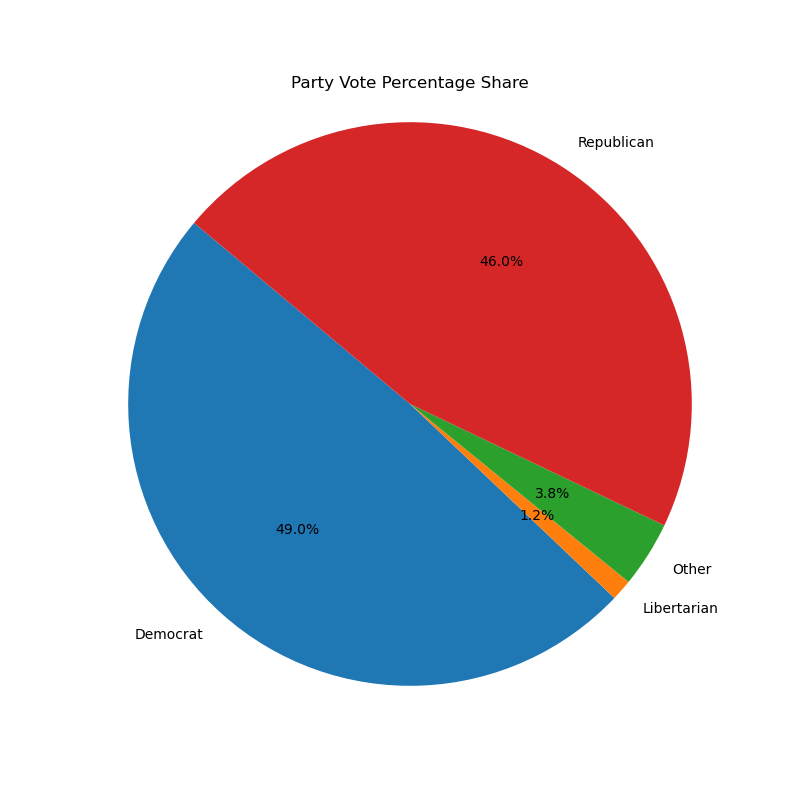 Party Vote Percentage Share
Republican
46.0%
3.8%
1.2%
49.0%
Other
Libertarian
Democrat